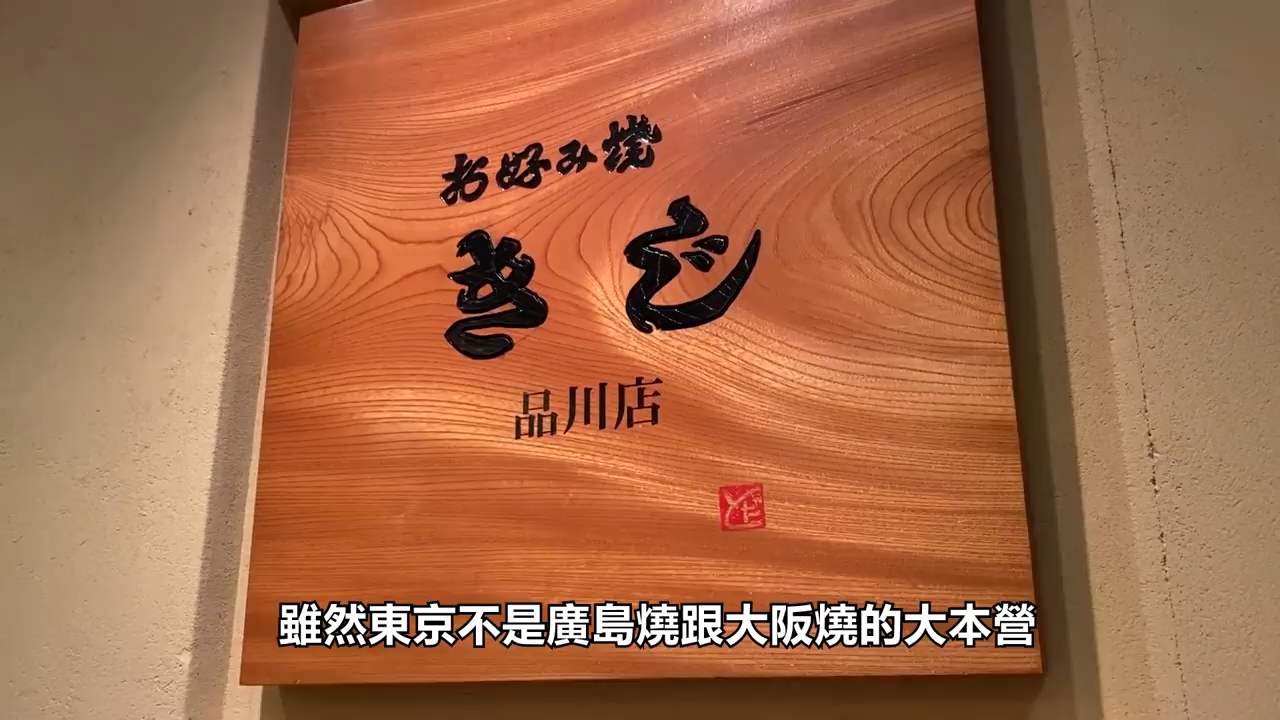 お好み焼
きじ
品川店
雖然東京不是廣島燒跟大阪燒的大本營